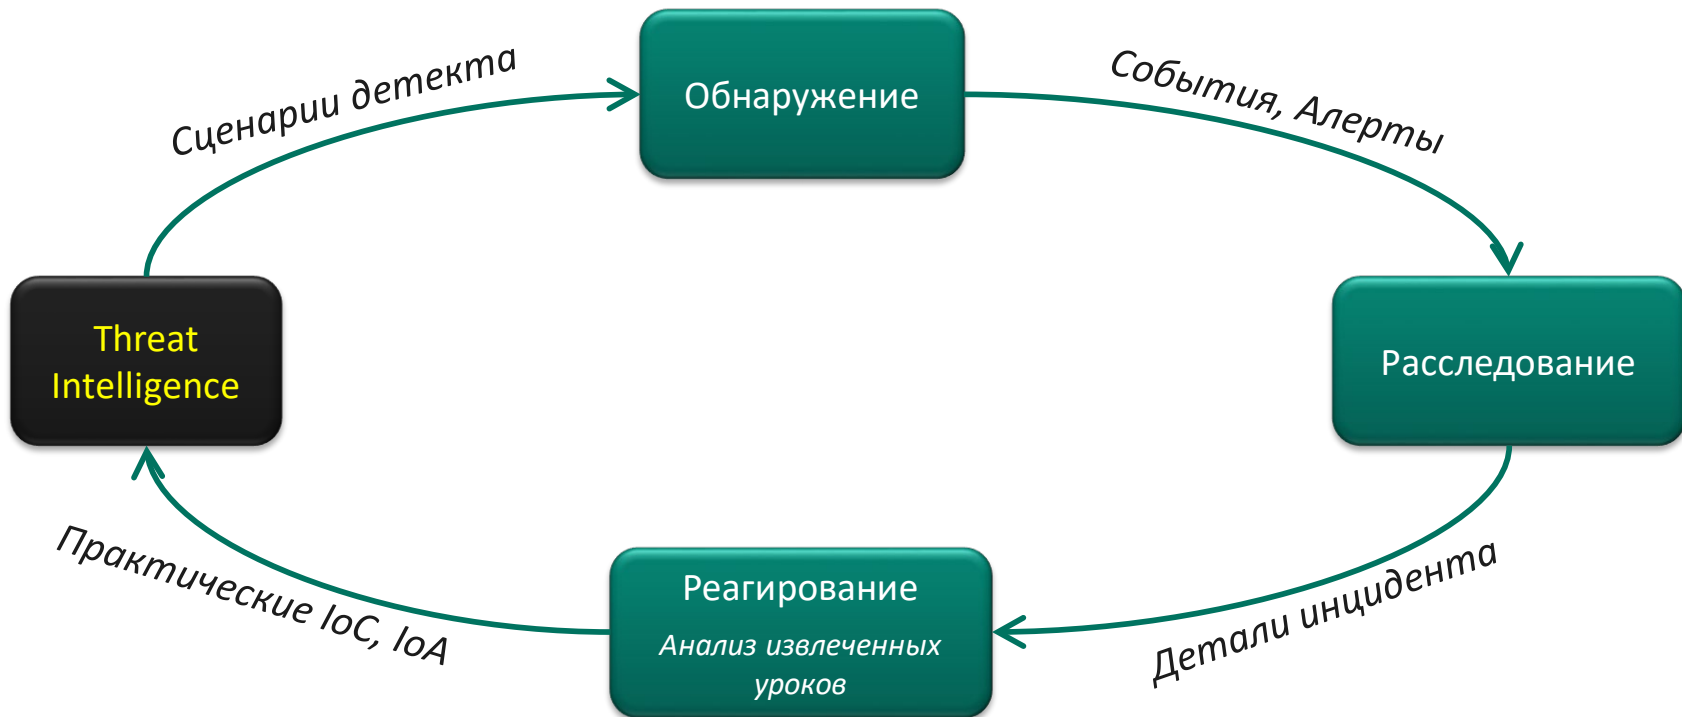 Сценарии детекта
Обнаружение
События, Алерты
Threat
Intelligence
Расследование
Практические IoC, IoA
Реагирование
Анализ извлеченных
уроков
Детали инцидента